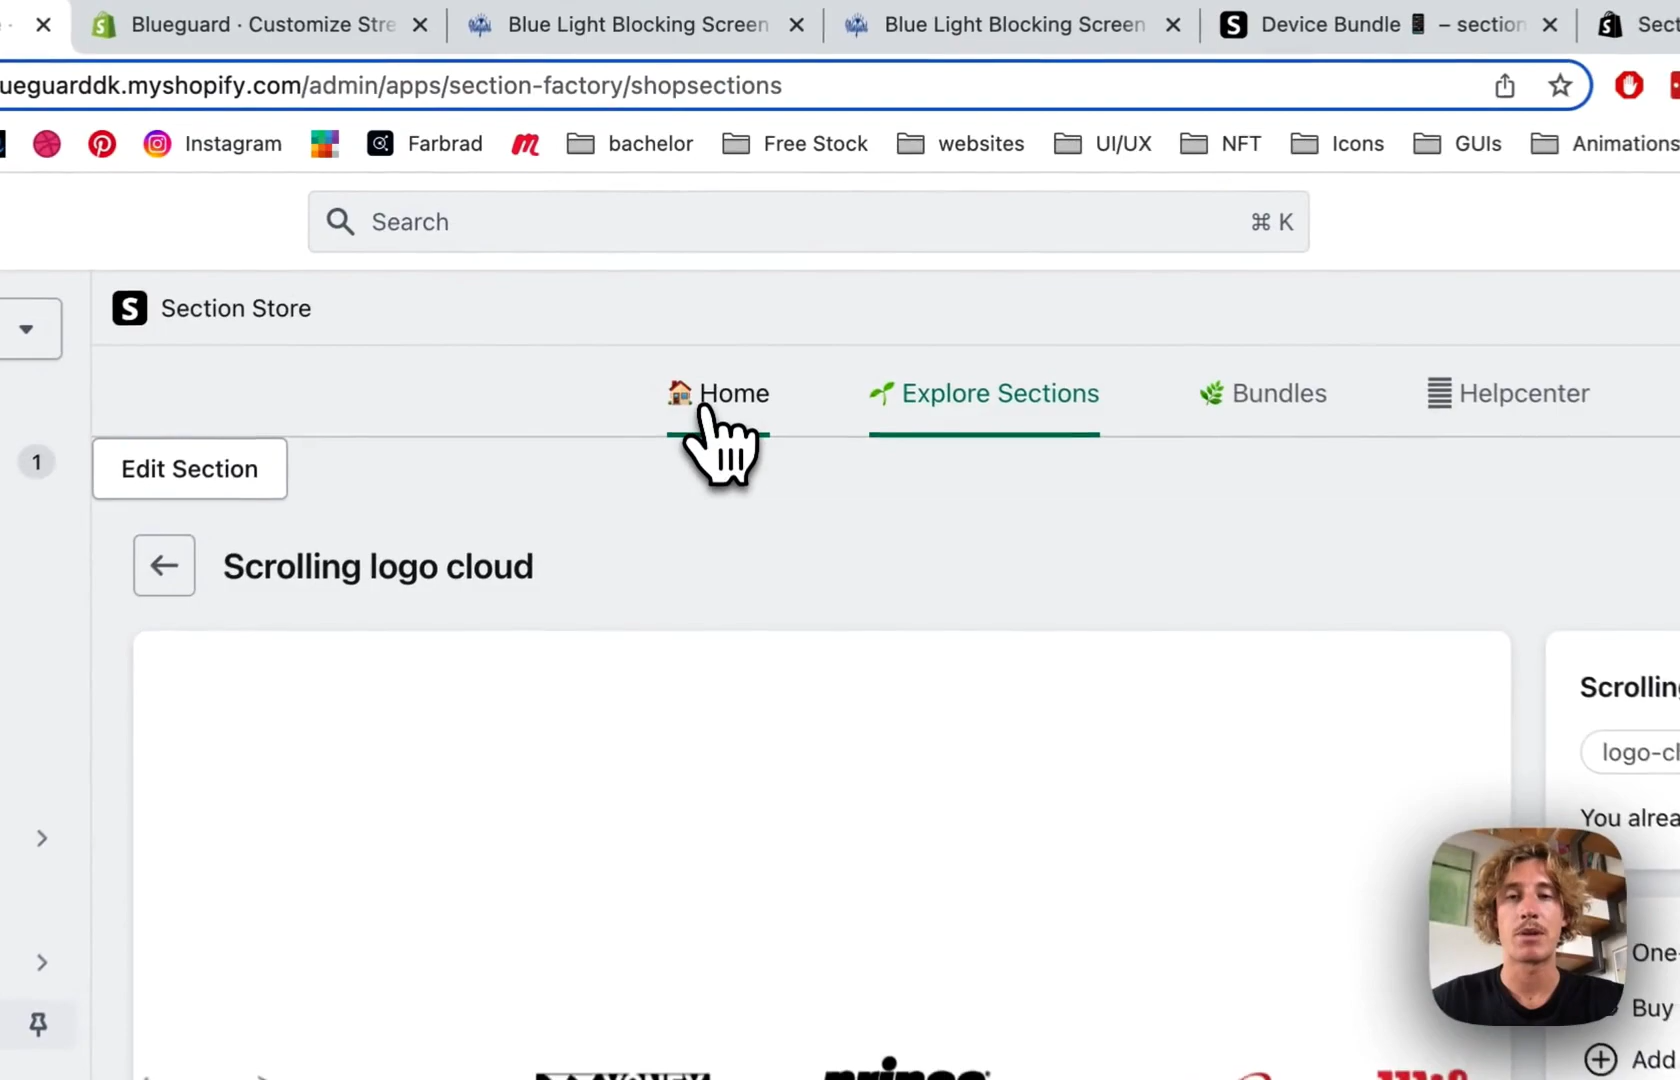 Blueguard · Customize Stre
Blue Light Blocking Screen
Blue Light Blocking Screen
Device Bundle – section
Sect
ueguarddk.myshopify.com/admin/apps/section-factory/shopsections
Instagram
Farbrad
bachelor
Free Stock
websites
UI/UX
NFT
Icons
GUIs
Animations
Search
⌘ K
S Section Store
Home
Explore Sections
Bundles
Helpcenter
1
Edit Section
Scrolling logo cloud
Scrolling
logo-cl
You alrea
One-
Buy
Add
prince